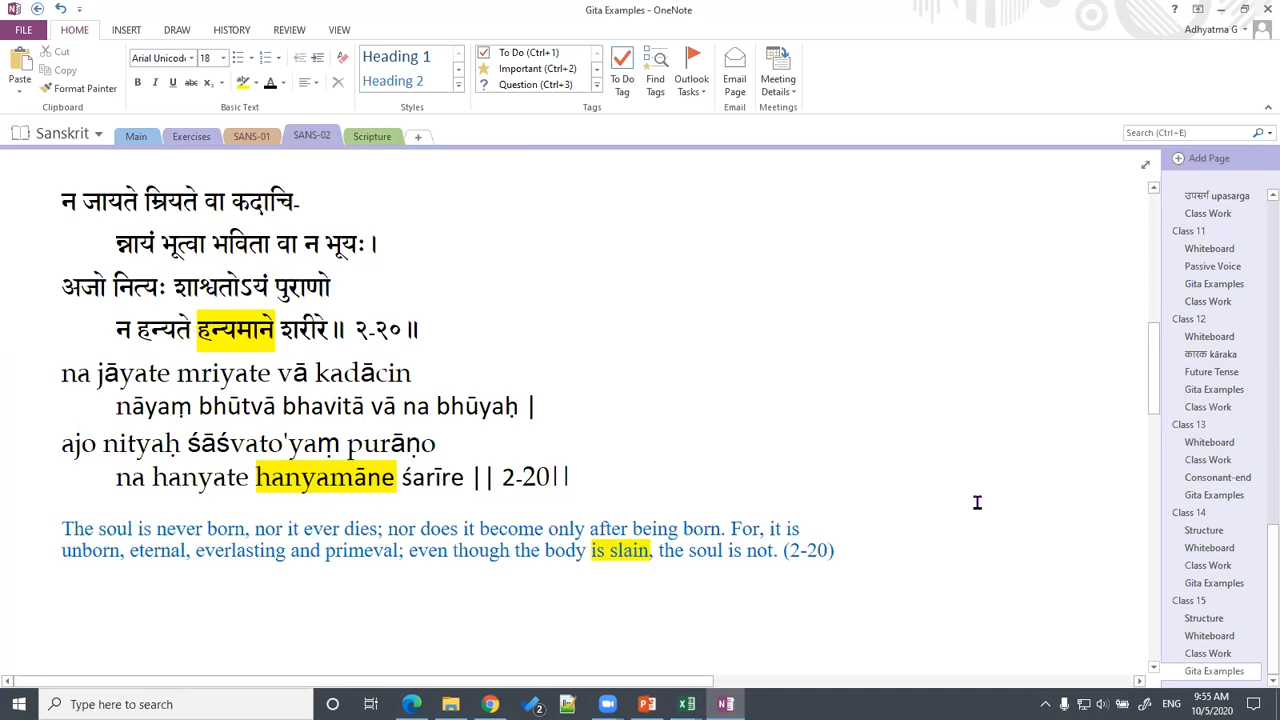 Gita Examples - OneNote
FILE HOME INSERT DRAW HISTORY REVIEW VIEW
Adhyatma G
Paste
Cut
Copy
Format Painter
Clipboard
Arial Unicod 18
B I U abc x₂ A
Basic Text
Heading 1
Heading 2
Styles
To Do (Ctrl+1)
Important (Ctrl+2)
Question (Ctrl+3)
To Do Tag
Find Tags
Outlook Tasks
Tags
Email Page
Email
Meeting Details
Meetings
Sanskrit
Main Exercises SANS-01 SANS-02 Scripture
Search (Ctrl+E)
न जायते म्रियते वा कदाचि-
न्नायं भूत्वा भविता वा न भूयः।
अजो नित्यः शाश्वतोऽयं पुराणो
न हन्यते हन्यमाने शरीरे॥ २-२०॥
na jāyate mriyate vā kadācin
nāyaṃ bhūtvā bhavitā vā na bhūyaḥ |
ajo nityaḥ śāśvato'yaṃ purāṇo
na hanyate hanyamāne śarīre || 2-20||
The soul is never born, nor it ever dies; nor does it become only after being born. For, it is
unborn, eternal, everlasting and primeval; even though the body is slain, the soul is not. (2-20)
Add Page
उपसर्ग upasarga
Class Work
Class 11
Whiteboard
Passive Voice
Gita Examples
Class Work
Class 12
Whiteboard
कारक kāraka
Future Tense
Gita Examples
Class Work
Class 13
Whiteboard
Class Work
Consonant-end
Gita Examples
Class 14
Structure
Whiteboard
Class Work
Gita Examples
Class 15
Structure
Whiteboard
Class Work
Gita Examples
Type here to search
2
ENG
9:55 AM
10/5/2020